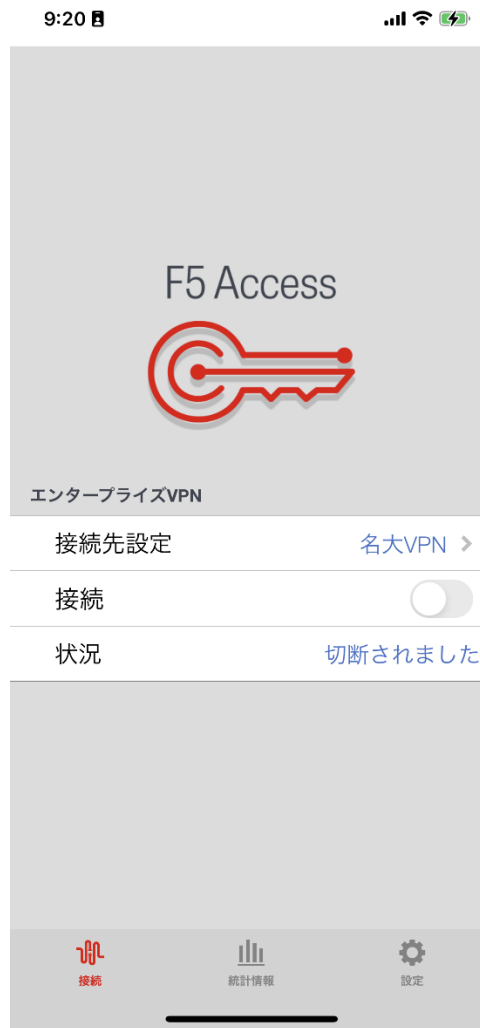 9:20
F5 Access
エンタープライズVPN
接続先設定 名大VPN
接続
状況 切断されました
接続 統計情報 設定